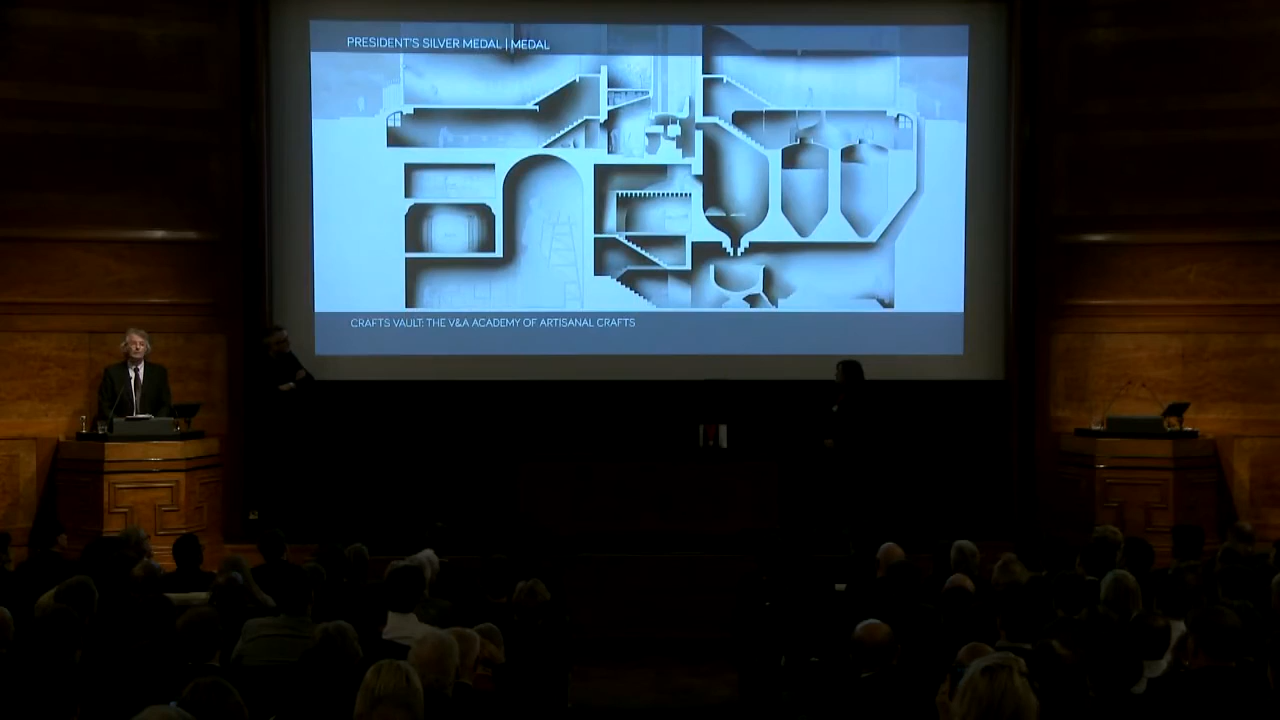 PRESIDENT'S SILVER MEDAL | MEDAL
CRAFTS VAULT: THE V&A ACADEMY OF ARTISANAL CRAFTS